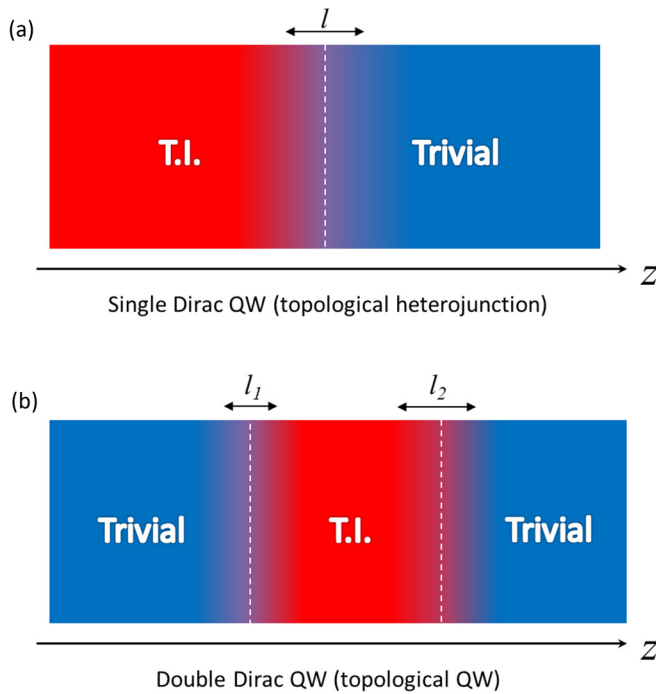 (a)
l
T.I.
Trivial
z
Single Dirac QW (topological heterojunction)
(b)
l₁
l₂
Trivial
T.I.
Trivial
z
Double Dirac QW (topological QW)